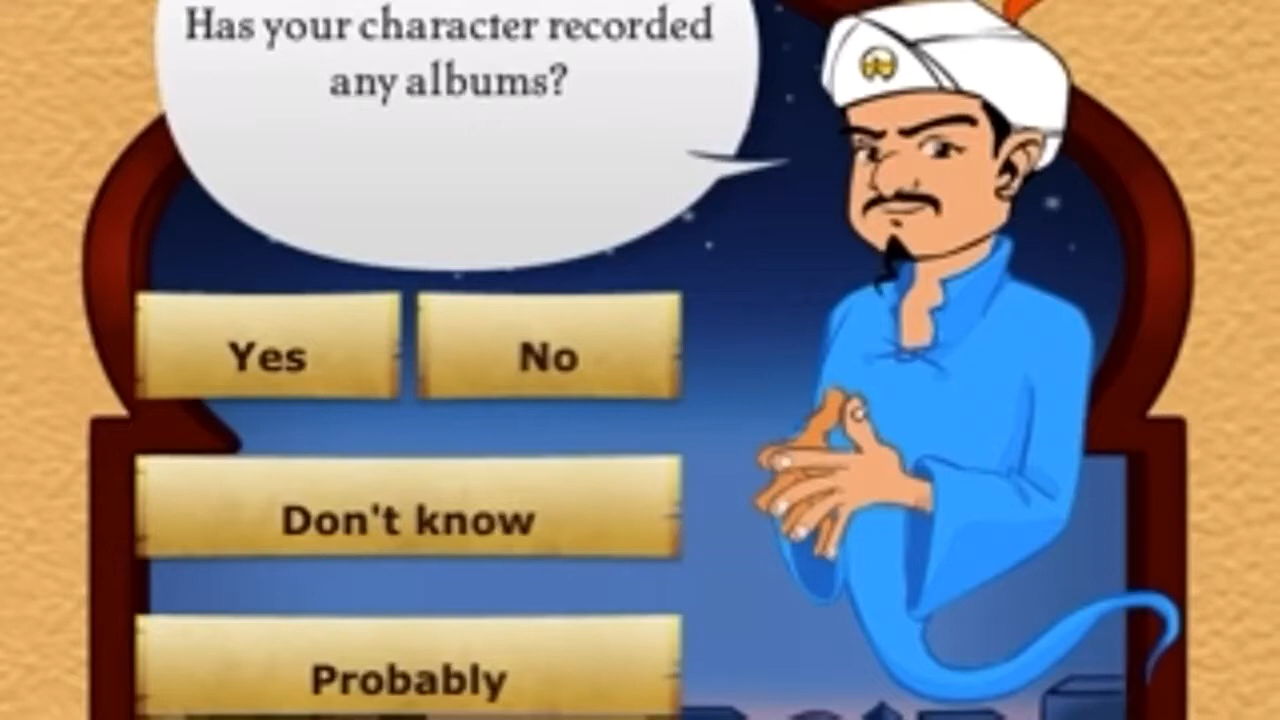 Has your character recorded
any albums?
Yes
No
Don't know
Probably